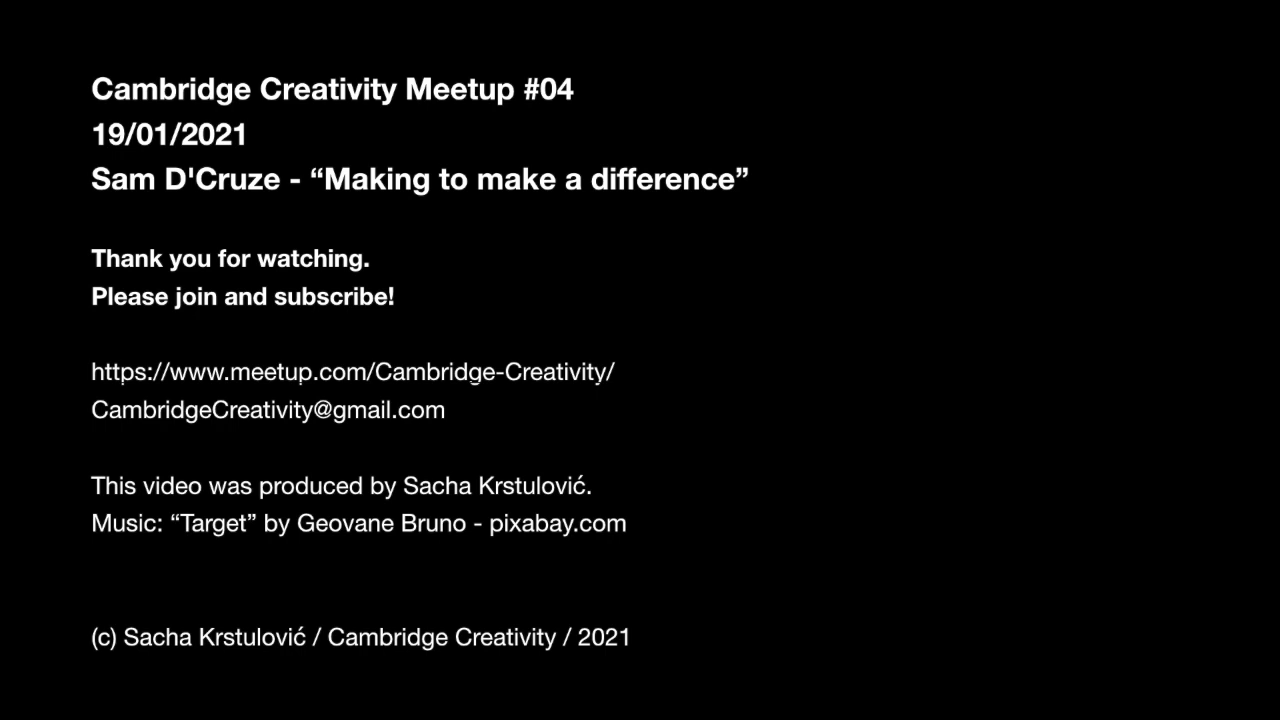 Cambridge Creativity Meetup #04
19/01/2021
Sam D'Cruze - “Making to make a difference”
Thank you for watching.
Please join and subscribe!
https://www.meetup.com/Cambridge-Creativity/
CambridgeCreativity@gmail.com
This video was produced by Sacha Krstulović.
Music: “Target” by Geovane Bruno - pixabay.com
(c) Sacha Krstulović / Cambridge Creativity / 2021